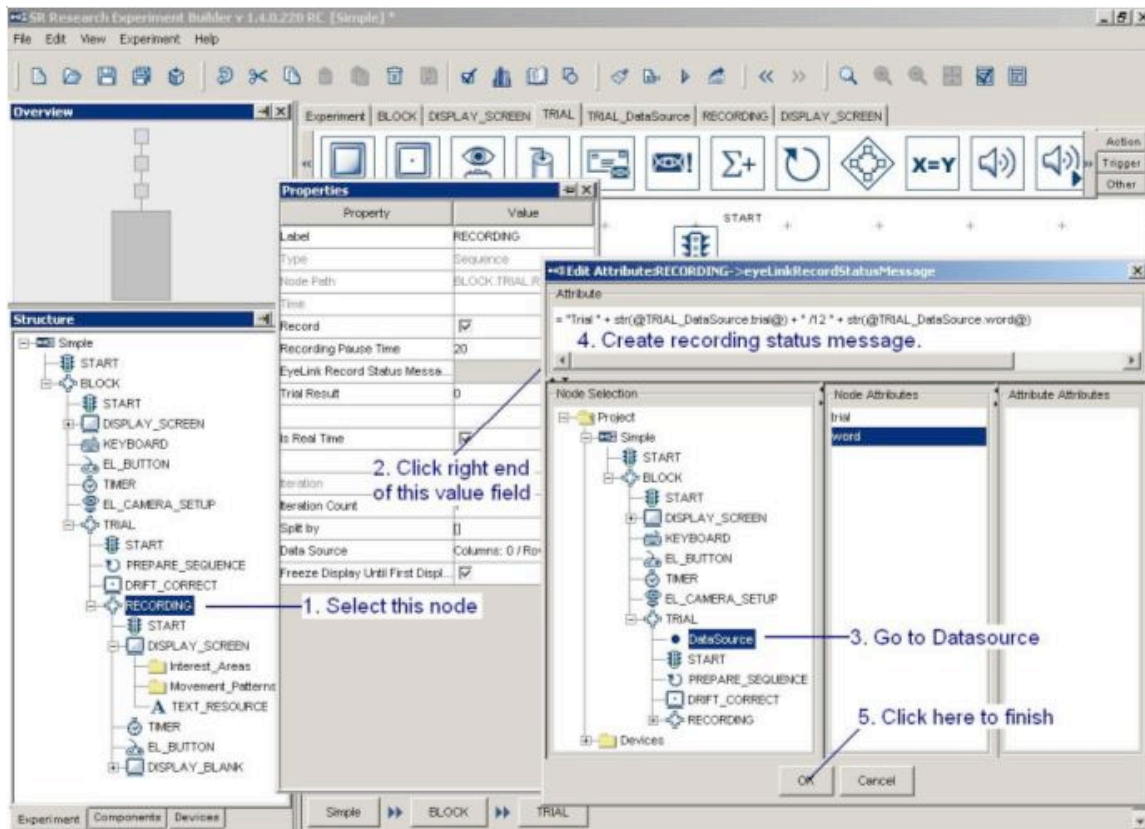 SR Research Experiment Builder v 1.4.0.220 RC [Simple] *
File Edit View Experiment Help
Overview
Experiment BLOCK DISPLAY_SCREEN TRIAL TRIAL_DataSource RECORDING DISPLAY_SCREEN
X=Y
Action
Trigger
Other
START
Properties
Property Value
Label RECORDING
Type Sequence
Node Path BLOCK.TRIAL.R
Time
Record
Recording Pause Time 20
EyeLink Record Status Messa...
Trial Result 0
Is Real Time
2. Click right end
of this value field
Iteration
Iteration Count
Split by []
Data Source Columns: 0 / Ro
Freeze Display Until First Displ...
Structure
Simple
START
BLOCK
START
DISPLAY_SCREEN
KEYBOARD
EL_BUTTON
TIMER
EL_CAMERA_SETUP
TRIAL
START
PREPARE_SEQUENCE
DRIFT_CORRECT
RECORDING
1. Select this node
START
DISPLAY_SCREEN
Interest_Areas
Movement_Patterns
TEXT_RESOURCE
TIMER
EL_BUTTON
DISPLAY_BLANK
Experiment Components Devices
Edit Attribute:RECORDING->eyeLinkRecordStatusMessage
Attribute
= "Trial " + str(@TRIAL_DataSource.trial@) + " /12 " + str(@TRIAL_DataSource.word@)
4. Create recording status message.
Node Selection
Project
Simple
START
BLOCK
START
DISPLAY_SCREEN
KEYBOARD
EL_BUTTON
TIMER
EL_CAMERA_SETUP
TRIAL
DataSource
3. Go to Datasource
START
PREPARE_SEQUENCE
DRIFT_CORRECT
RECORDING
Devices
Node Attributes
trial
word
Attribute Attributes
5. Click here to finish
OK Cancel
Simple BLOCK TRIAL